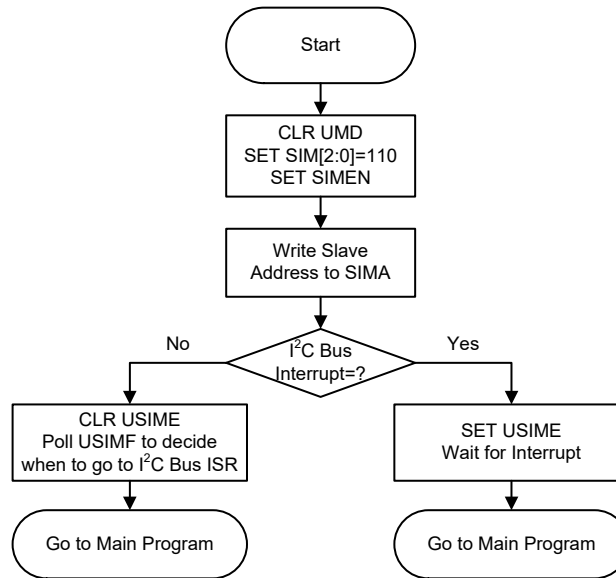 Start
CLR UMD
SET SIM[2:0]=110
SET SIMEN
Write Slave
Address to SIMA
No
I²C Bus
Interrupt=?
Yes
CLR USIME
Poll USIMF to decide
when to go to I²C Bus ISR
SET USIME
Wait for Interrupt
Go to Main Program
Go to Main Program